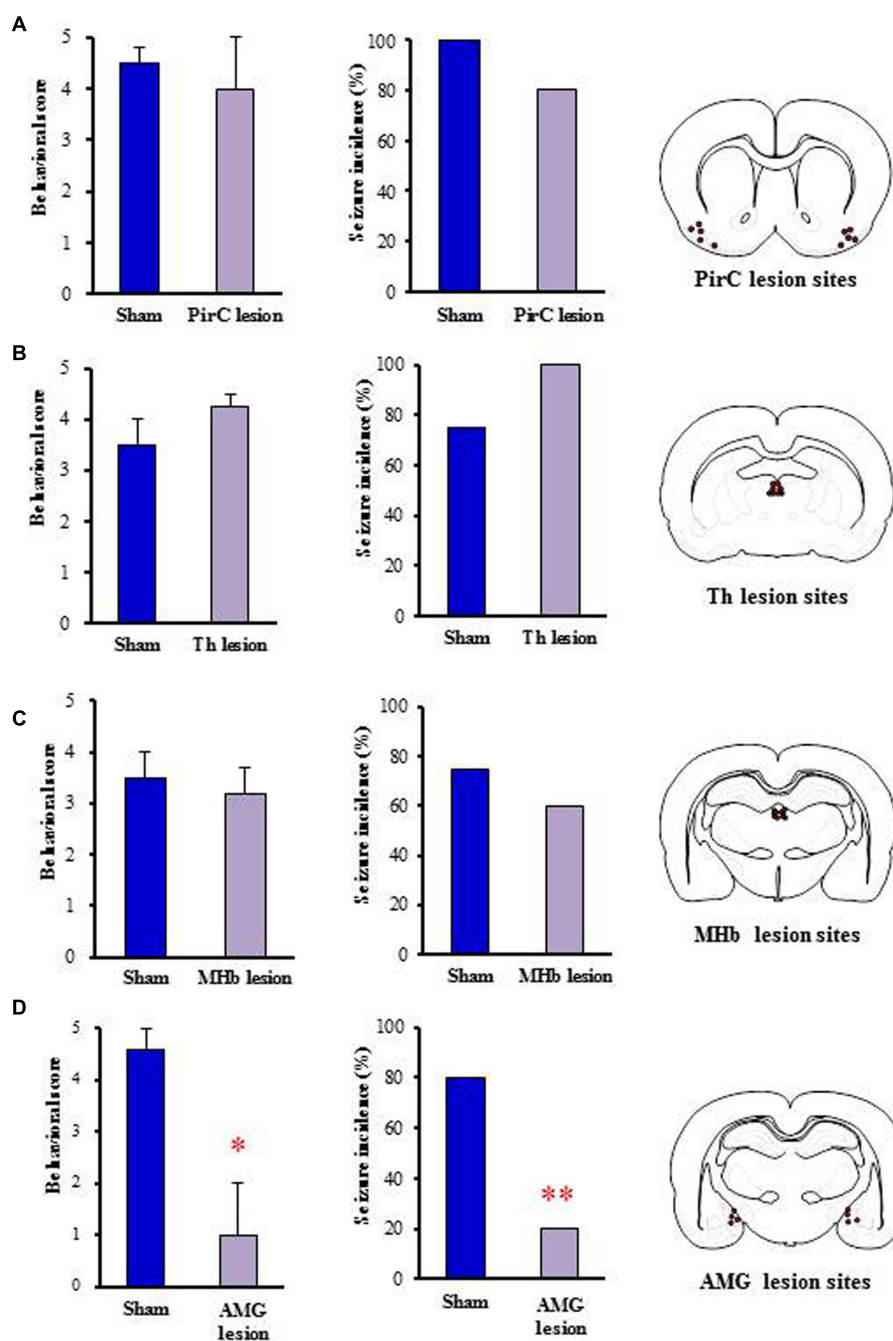 A
Behavioral score
5
4
3
2
1
0
Sham
PirC lesion
Seizure incidence (%)
100
80
60
40
20
0
Sham
PirC lesion
PirC lesion sites
B
Behavioral score
5
4
3
2
1
0
Sham
Th lesion
Seizure incidence (%)
100
80
60
40
20
0
Sham
Th lesion
Th lesion sites
C
Behavioral score
5
4
3
2
1
0
Sham
MHb lesion
Seizure incidence (%)
100
80
60
40
20
0
Sham
MHb lesion
MHb lesion sites
D
Behavioral score
5
4
3
2
1
0
*
Sham
AMG
lesion
Seizure incidence (%)
100
80
60
40
20
0
**
Sham
AMG
lesion
AMG lesion sites